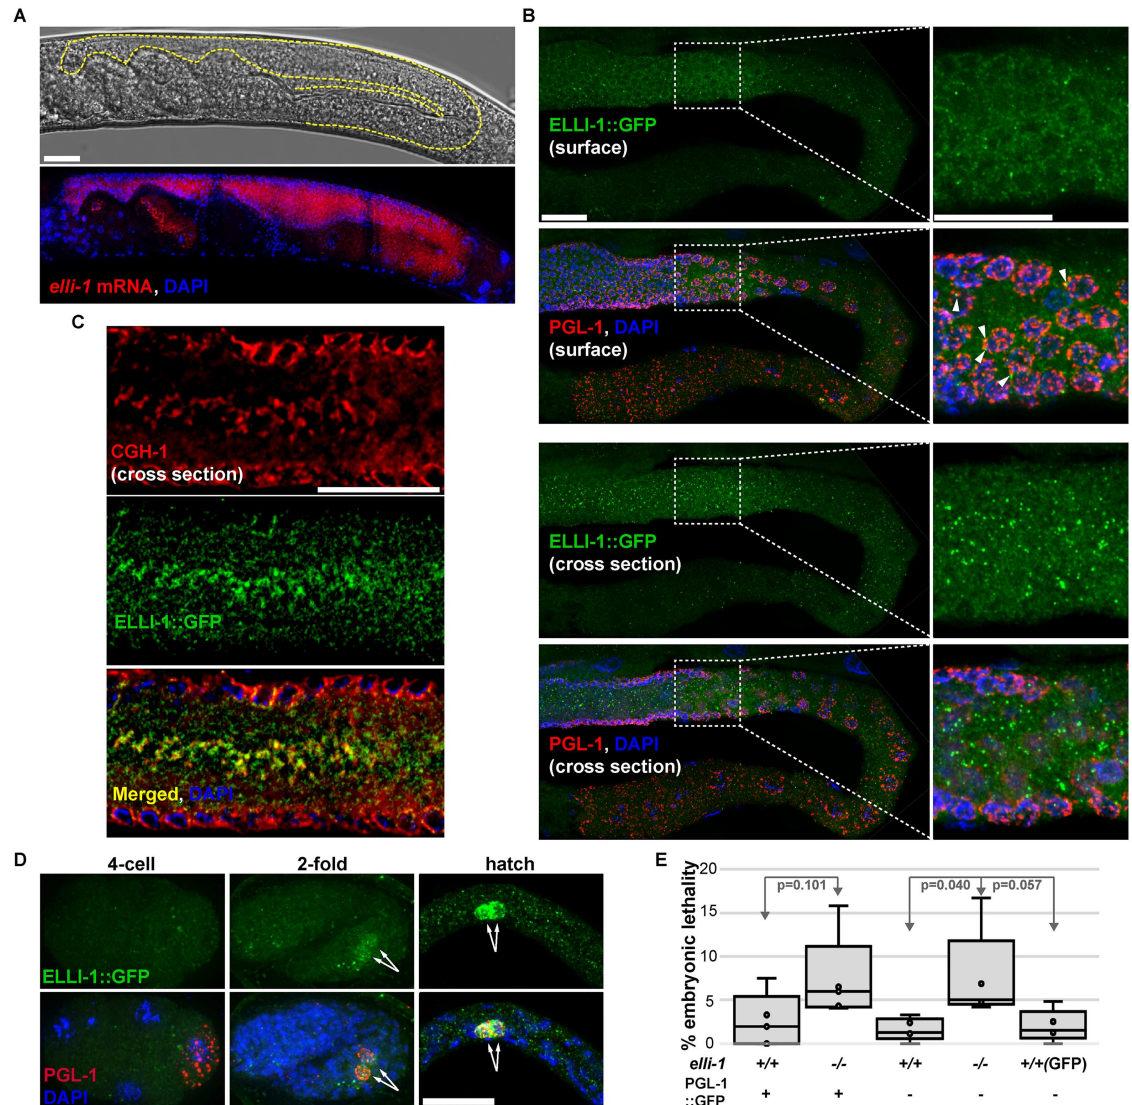 A
elli-1 mRNA, DAPI
B
ELLI-1::GFP
(surface)
PGL-1, DAPI
(surface)
ELLI-1::GFP
(cross section)
PGL-1, DAPI
(cross section)
C
CGH-1
(cross section)
ELLI-1::GFP
Merged, DAPI
D
4-cell
2-fold
hatch
ELLI-1::GFP
PGL-1
DAPI
E
% embryonic lethality
20
15
10
5
0
p=0.101
p=0.040
p=0.057
elli-1 +/+ -/- +/+ -/- +/+(GFP)
PGL-1 ::GFP + + - - -